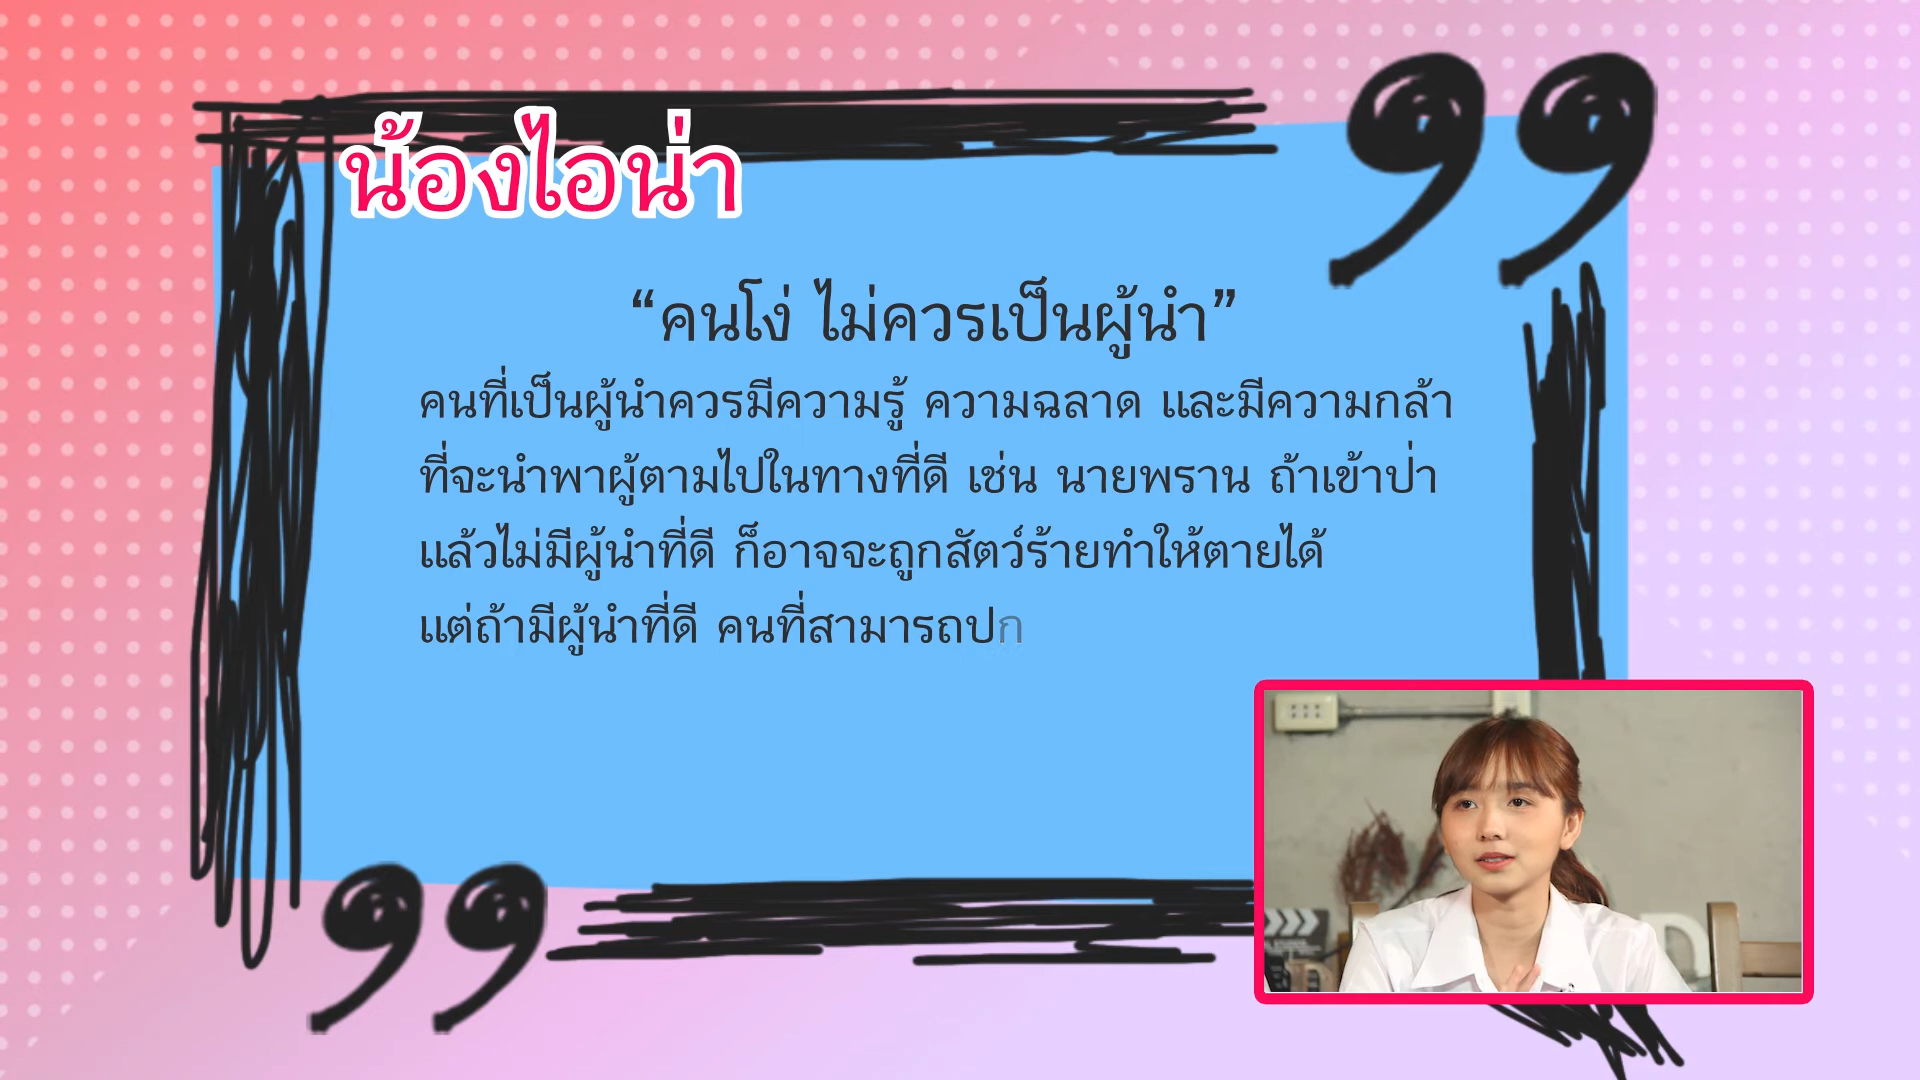 น้องไอน่า
“คนโง่ ไม่ควรเป็นผู้นำ”
คนที่เป็นผู้นำควรมีความรู้ ความฉลาด และมีความกล้า
ที่จะนำพาผู้ตามไปในทางที่ดี เช่น นายพราน ถ้าเข้าป่า
แล้วไม่มีผู้นำที่ดี ก็อาจจะถูกสัตว์ร้ายทำให้ตายได้
แต่ถ้ามีผู้นำที่ดี คนที่สามารถปก